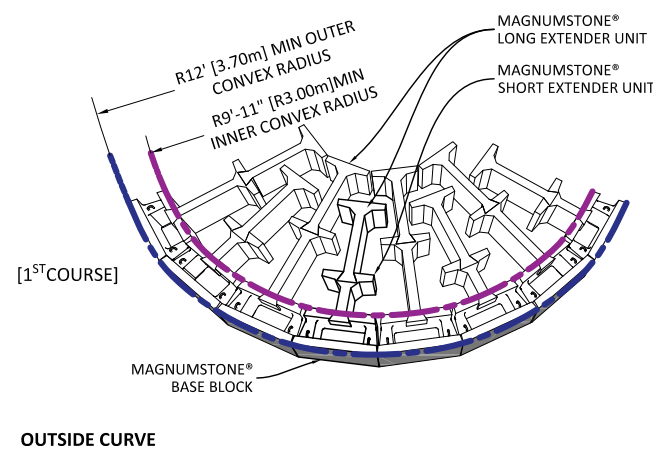 MAGNUMSTONE®
LONG EXTENDER UNIT
R12' [3.70m] MIN OUTER
CONVEX RADIUS
MAGNUMSTONE®
SHORT EXTENDER UNIT
R9'-11" [R3.00m]MIN
INNER CONVEX RADIUS
[1STCOURSE]
MAGNUMSTONE®
BASE BLOCK
OUTSIDE CURVE